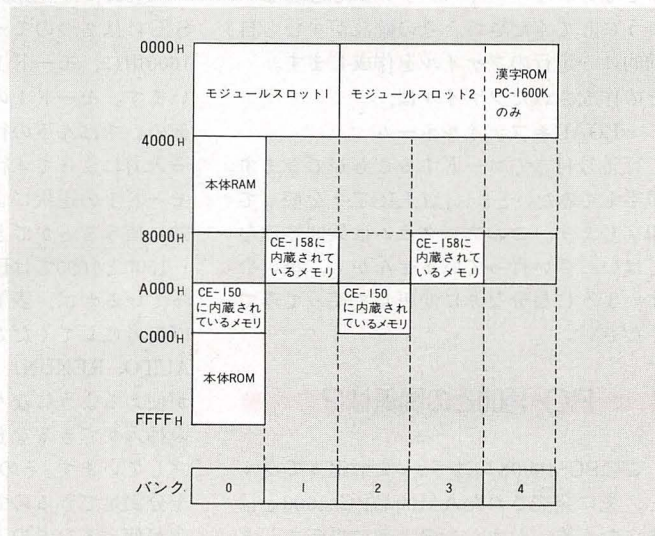 0000H
モジュールスロット1
モジュールスロット2
漢字ROM
PC-1600K
のみ
4000H
本体RAM
8000H
CE-158に
内蔵されて
いるメモリ
CE-158に
内蔵されて
いるメモリ
A000H
CE-150
に内蔵され
ているメモリ
CE-150
に内蔵され
ているメモリ
C000H
本体ROM
FFFFH
バンク
0
1
2
3
4